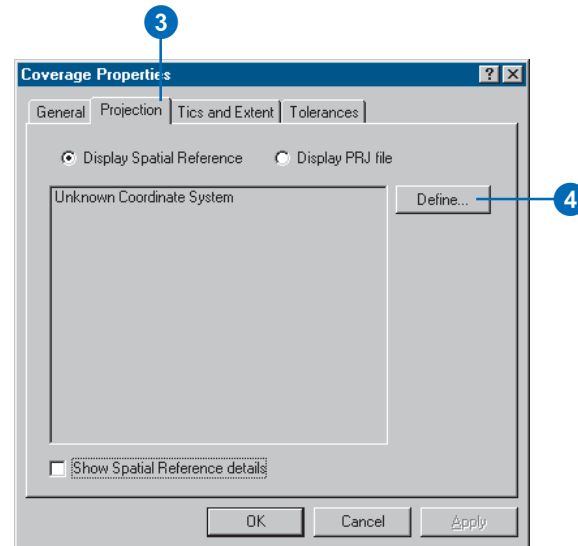 3
Coverage Properties
General Projection Tics and Extent Tolerances
Display Spatial Reference Display PRJ file
Unknown Coordinate System
Define...
4
Show Spatial Reference details
OK Cancel Apply